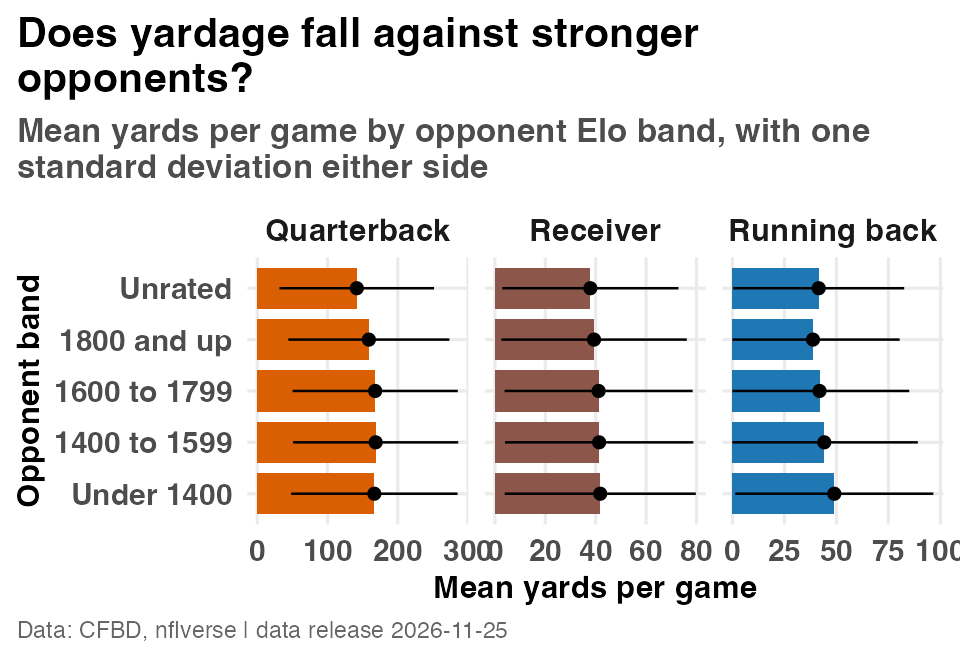 Does yardage fall against stronger
opponents?
Mean yards per game by opponent Elo band, with one
standard deviation either side
Quarterback Receiver Running back
Opponent band
Unrated
1800 and up
1600 to 1799
1400 to 1599
Under 1400
0 100 200 300 0 20 40 60 80 0 25 50 75 100
Mean yards per game
Data: CFBD, nflverse | data release 2026-11-25